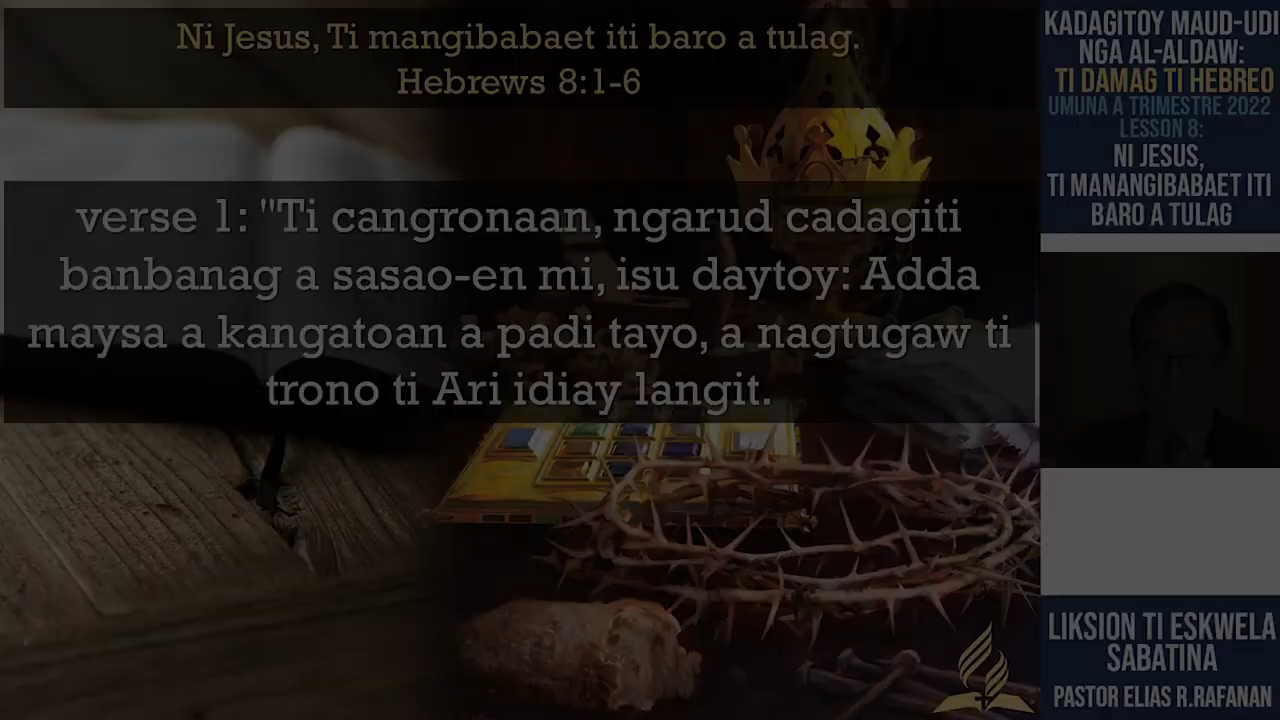 Ni Jesus, Ti mangibabaet iti baro a tulag.
Hebrews 8:1-6
verse 1: "Ti cangronaan, ngarud cadagiti
banbanag a sasao-en mi, isu daytoy: Adda
maysa a kangatoan a padi tayo, a nagtugaw ti
trono ti Ari idiay langit.
KADAGITOY MAUD-UDI
NGA AL-ALDAW:
TI DAMAG TI HEBREO
UMUNA A TRIMESTRE 2022
LESSON 8:
NI JESUS,
TI MANANGIBABAET ITI
BARO A TULAG
LIKSION TI ESKWELA
SABATINA
PASTOR ELIAS R.RAFANAN